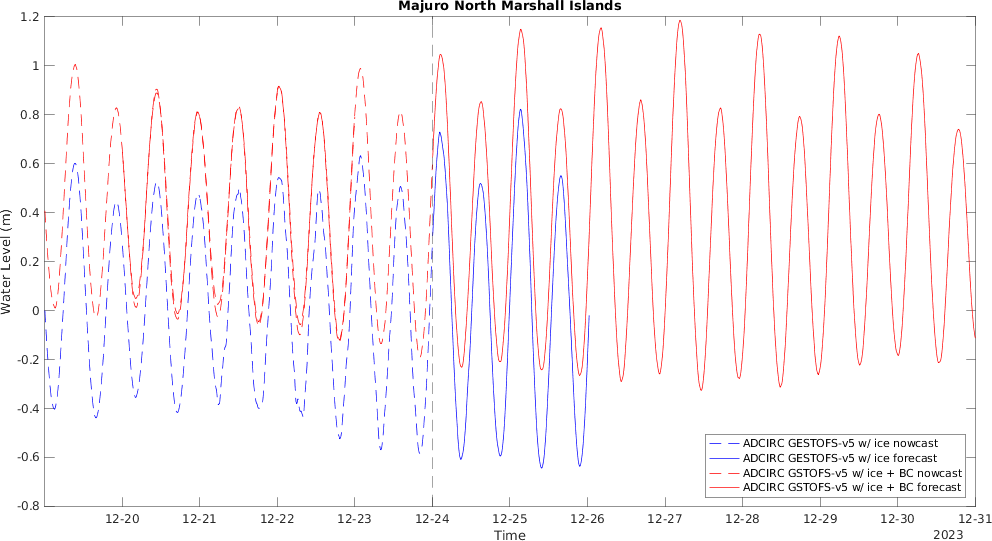 Majuro North Marshall Islands
1.2
1
0.8
0.6
0.4
0.2
0
-0.2
-0.4
-0.6
-0.8
Water Level (m)
ADCIRC GESTOFS-v5 w/ ice nowcast
ADCIRC GESTOFS-v5 w/ ice forecast
ADCIRC GSTOFS-v5 w/ ice + BC nowcast
ADCIRC GSTOFS-v5 w/ ice + BC forecast
12-20 12-21 12-22 12-23 12-24 12-25 12-26 12-27 12-28 12-29 12-30 12-31
Time
2023